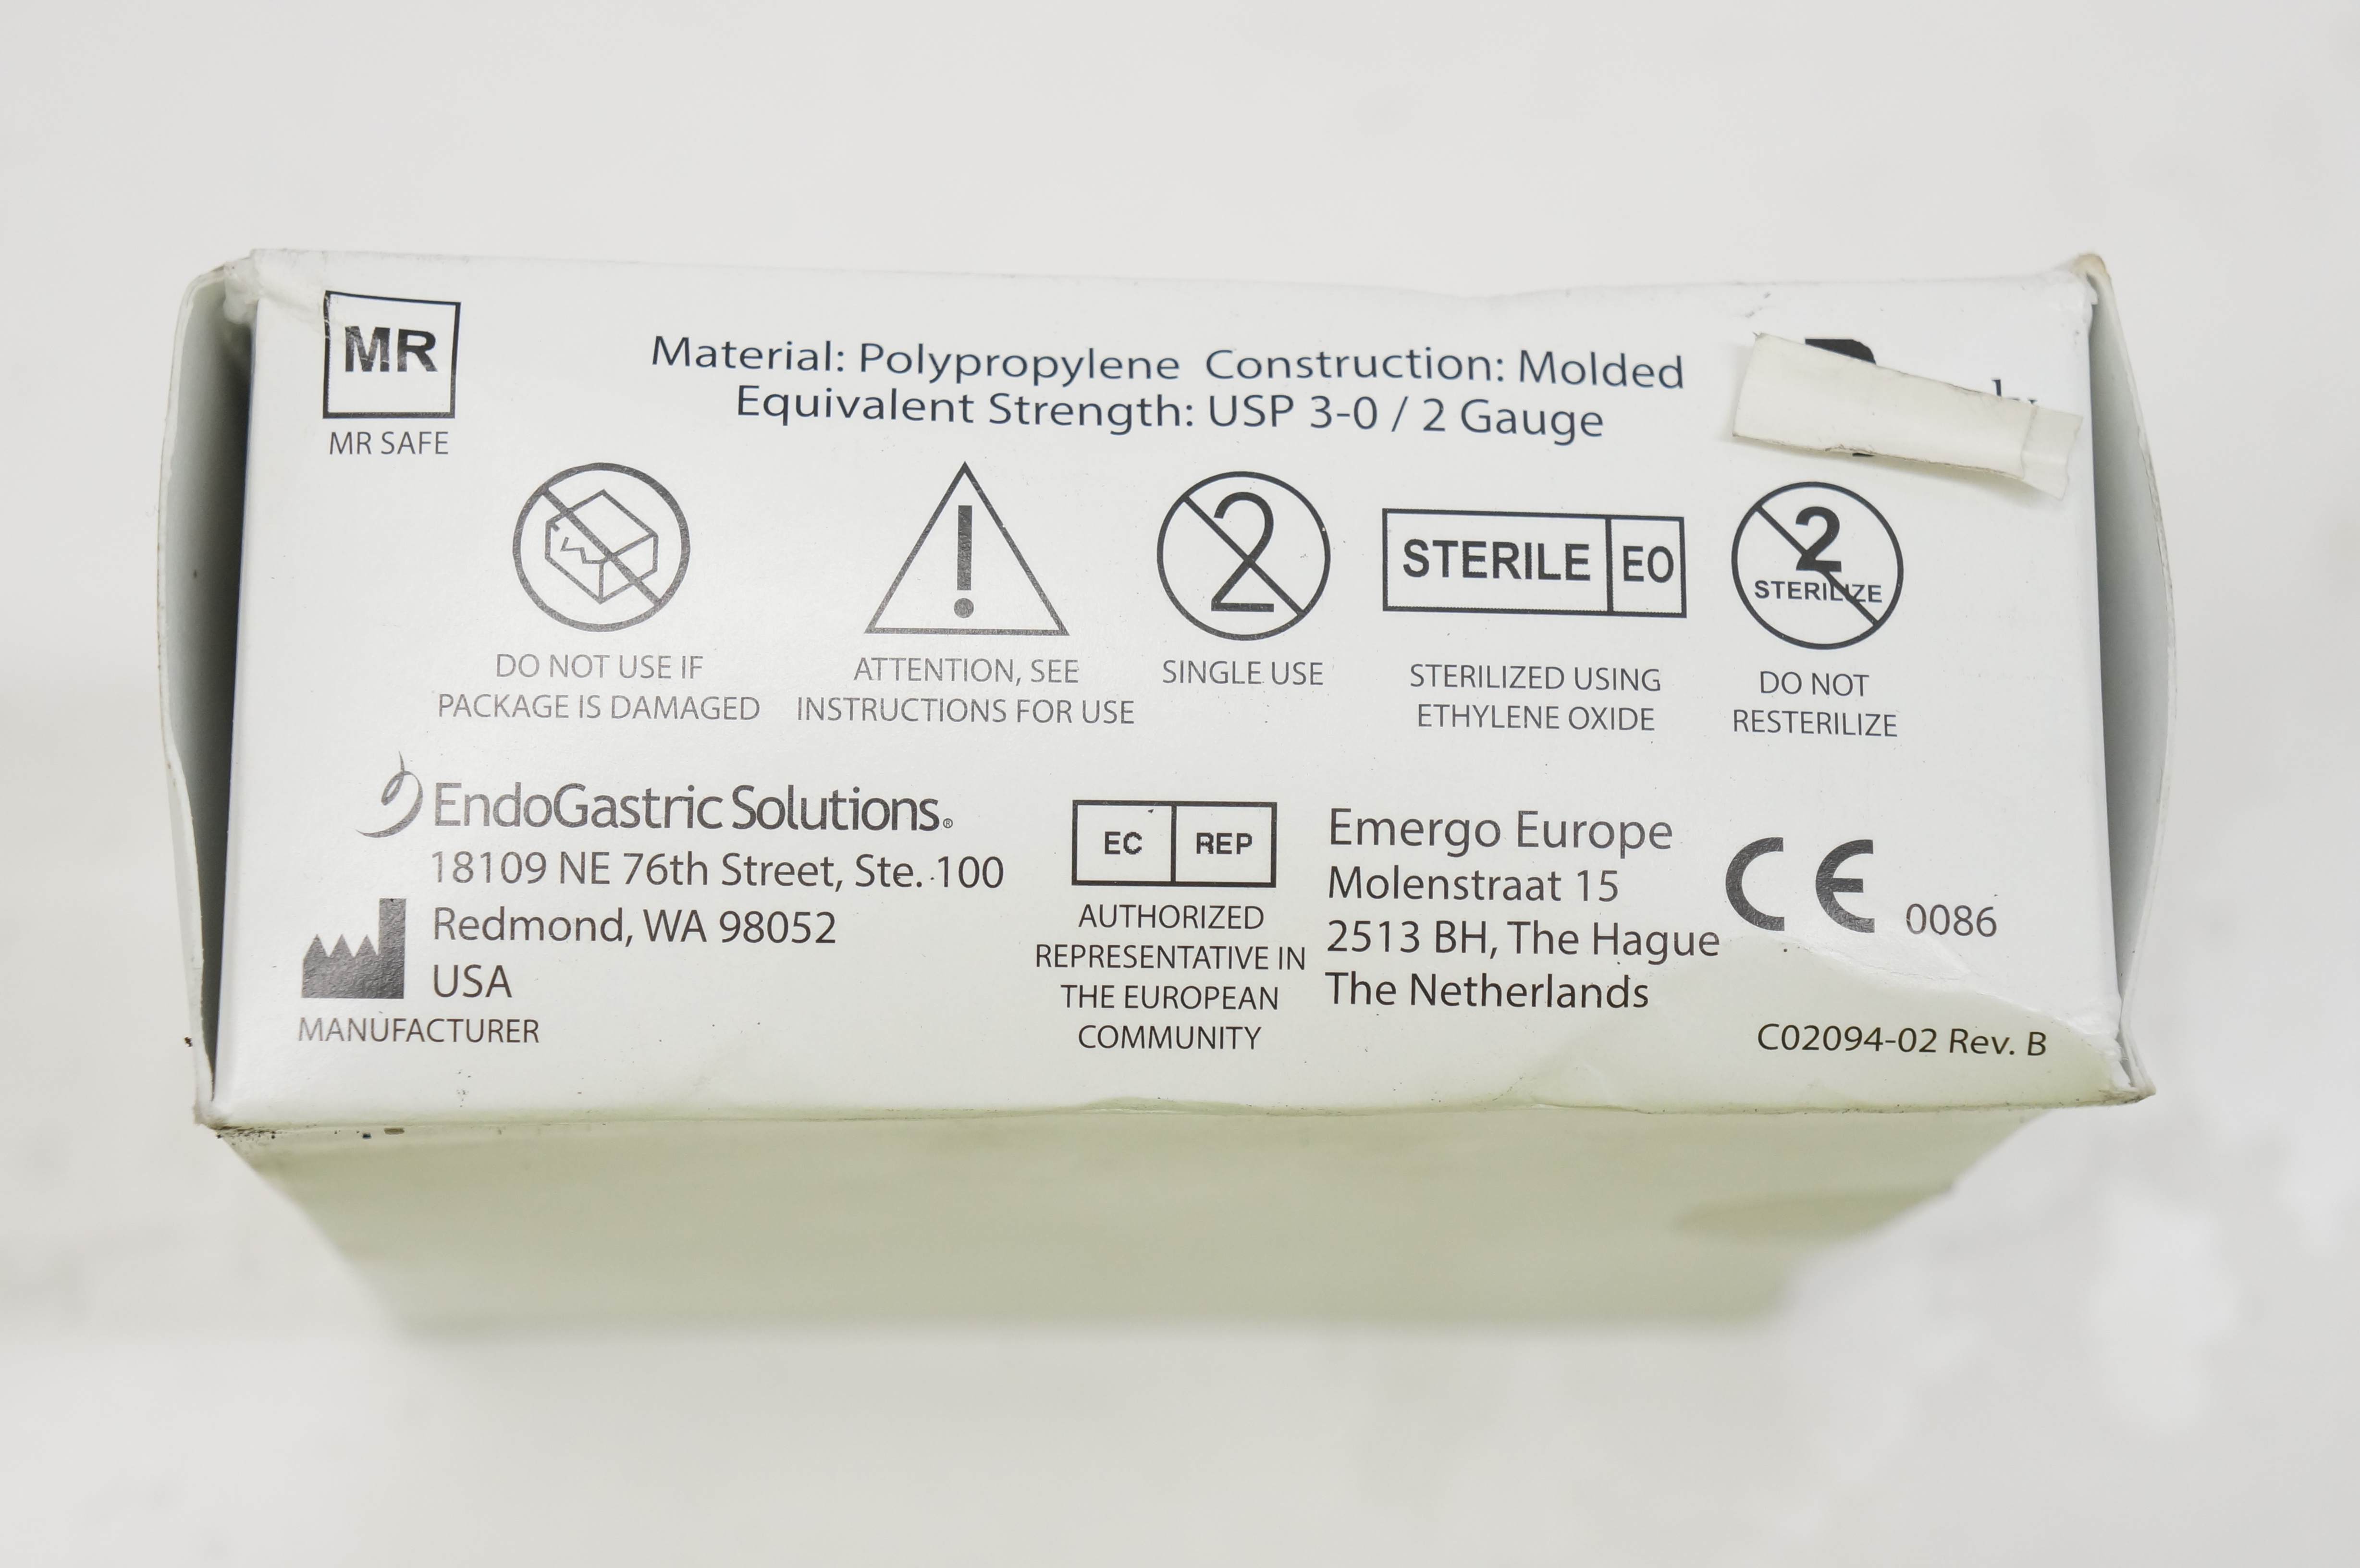 MR
MR SAFE
Material: Polypropylene Construction: Molded
Equivalent Strength: USP 3-0 / 2 Gauge
DO NOT USE IF
PACKAGE IS DAMAGED
!
ATTENTION, SEE
INSTRUCTIONS FOR USE
2
SINGLE USE
STERILE EO
STERILIZED USING
ETHYLENE OXIDE
2
STERILIZE
DO NOT
RESTERILIZE
EndoGastric Solutions®
18109 NE 76th Street, Ste. 100
Redmond, WA 98052
USA
MANUFACTURER
EC REP
AUTHORIZED
REPRESENTATIVE IN
THE EUROPEAN
COMMUNITY
Emergo Europe
Molenstraat 15
2513 BH, The Hague
The Netherlands
CE 0086
C02094-02 Rev. B